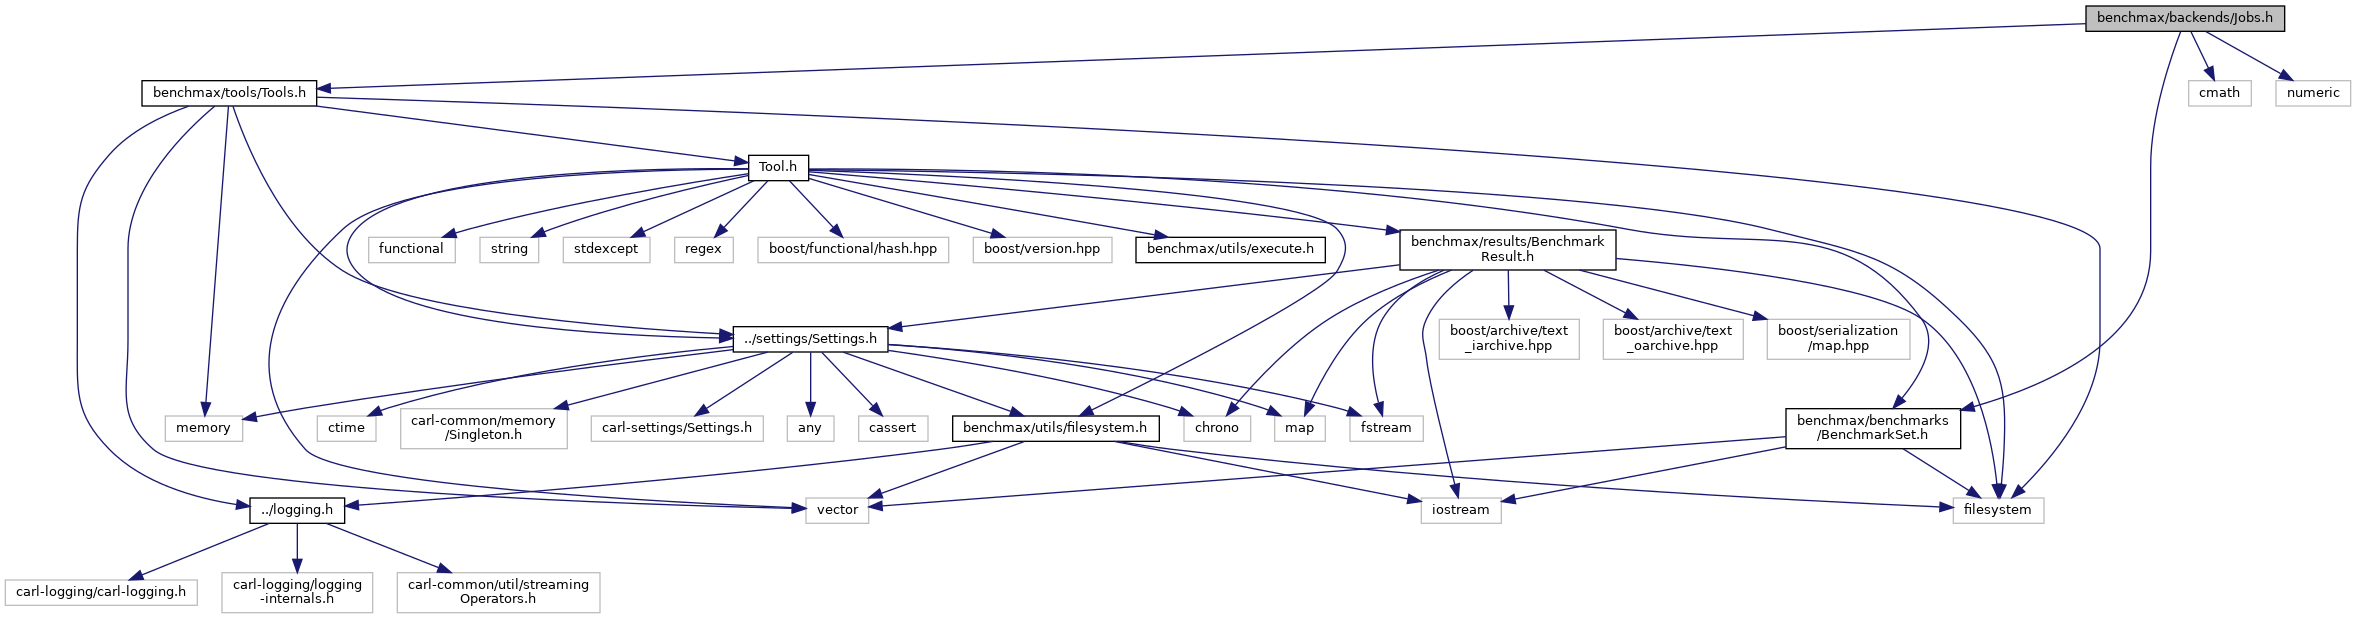 benchmax/backends/Jobs.h
benchmax/tools/Tools.h
cmath
numeric
Tool.h
functional
string
stdexcept
regex
boost/functional/hash.hpp
boost/version.hpp
benchmax/utils/execute.h
benchmax/results/Benchmark
Result.h
../settings/Settings.h
boost/archive/text
_iarchive.hpp
boost/archive/text
_oarchive.hpp
boost/serialization
/map.hpp
memory
ctime
carl-common/memory
/Singleton.h
carl-settings/Settings.h
any
cassert
benchmax/utils/filesystem.h
chrono
map
fstream
benchmax/benchmarks
/BenchmarkSet.h
../logging.h
vector
iostream
filesystem
carl-logging/carl-logging.h
carl-logging/logging
-internals.h
carl-common/util/streaming
Operators.h